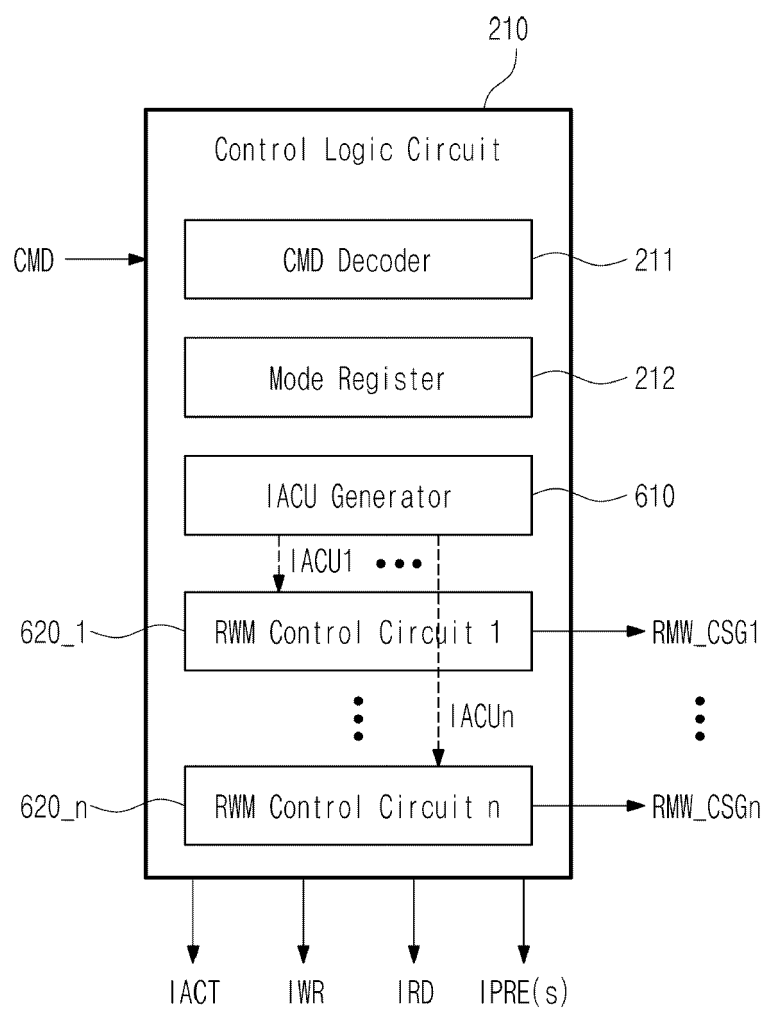 210
Control Logic Circuit
CMD
CMD Decoder
211
Mode Register
212
IACU Generator
610
IACU1
620_1
RWM Control Circuit 1
RMW_CSG1
IACUn
620_n
RWM Control Circuit n
RMW_CSGn
IACT
IWR
IRD
IPRE(s)